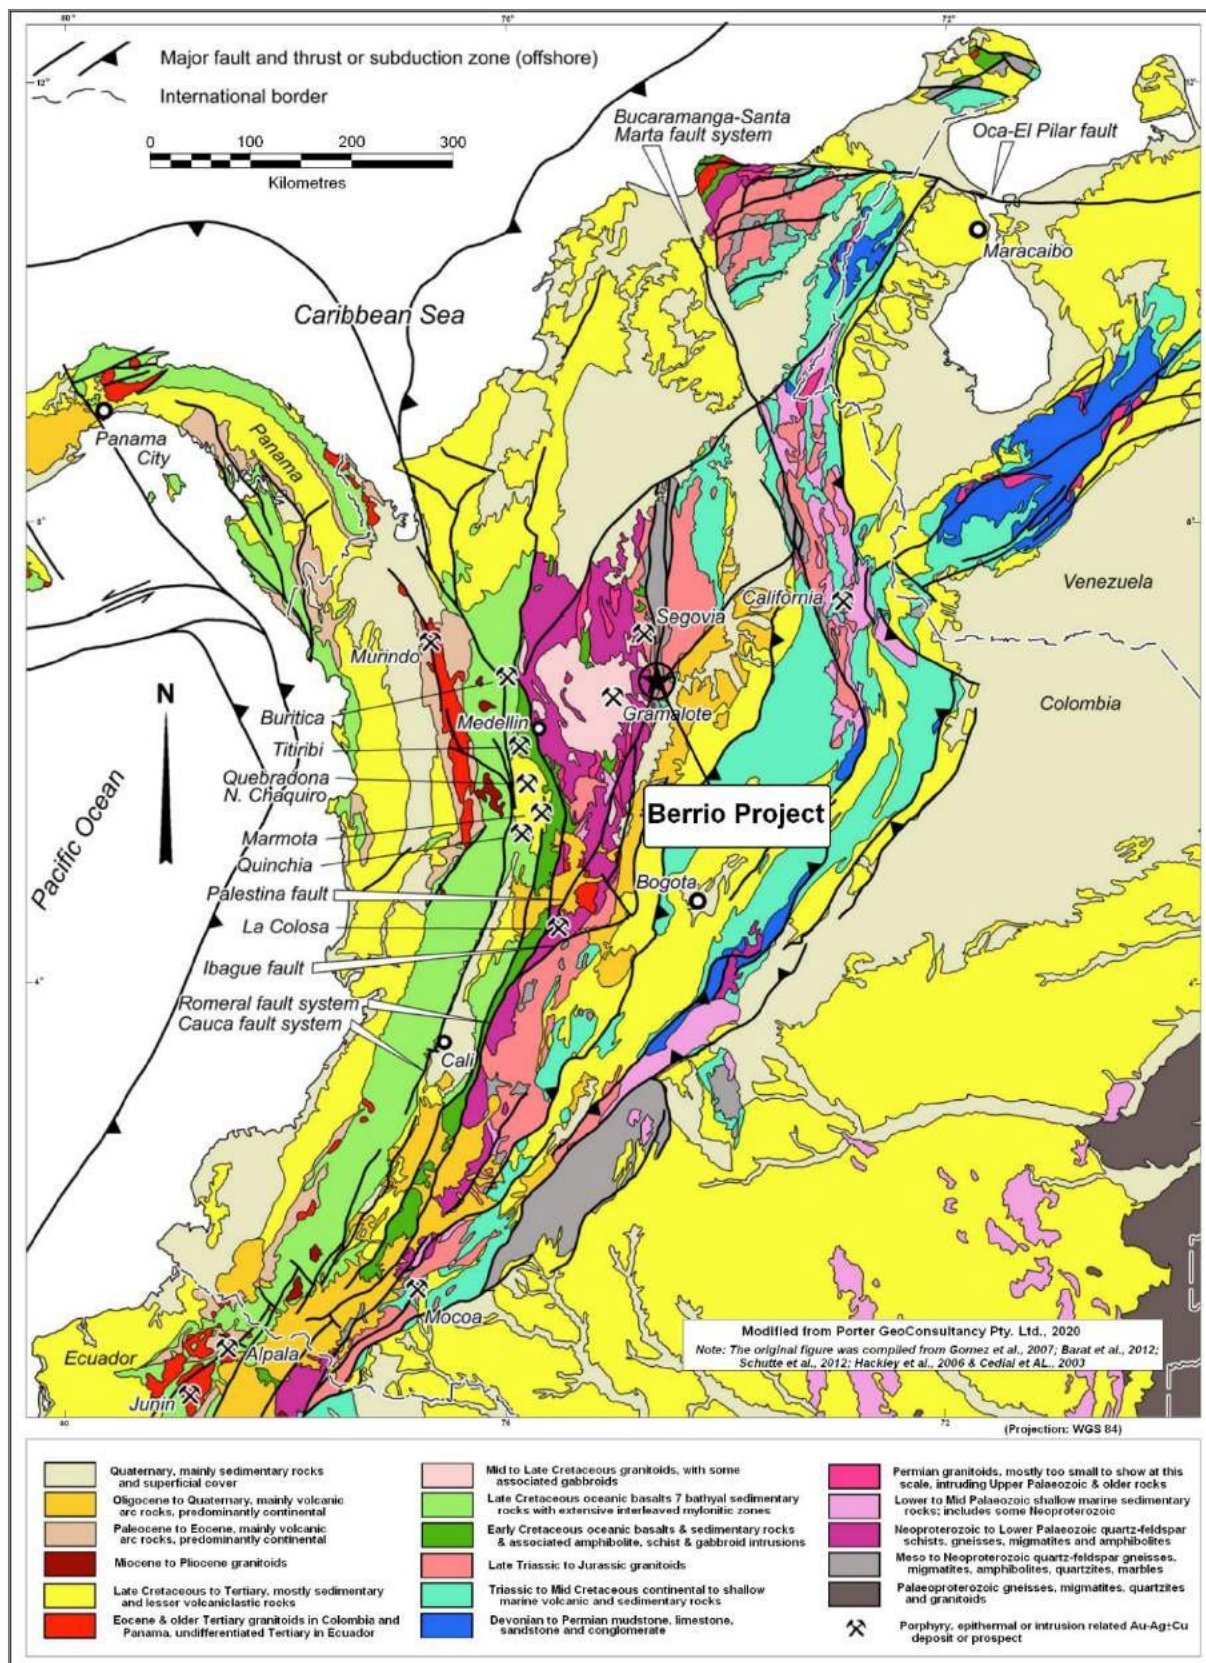 80°
76°
72°
Major fault and thrust or subduction zone (offshore)
12°
12°
International border
Bucaramanga-Santa
Marta fault system
Oca-El Pilar fault
0 100 200 300
Kilometres
Maracaibo
Caribbean Sea
Panama
City
Panama
8°
8°
Venezuela
California
Segovia
Murindo
N
Colombia
Buritica
Medellin
Gramalote
Titiribi
Quebradona
N. Chaquiro
Berrio Project
Marmota
Pacific Ocean
Quinchia
Bogota
Palestina fault
La Colosa
Ibague fault
4°
4°
Romeral fault system
Cauca fault system
Cali
Mocoa
Modified from Porter GeoConsultancy Pty. Ltd., 2020
Note: The original figure was compiled from Gomez et al., 2007; Barat et al., 2012;
Schutte et al., 2012; Hackley et al., 2006 & Cedial et AL., 2003
Ecuador
Alpala
Junin
80
76
72
(Projection: WGS 84)
Quaternary, mainly sedimentary rocks
and superficial cover
Oligocene to Quaternary, mainly volcanic
arc rocks, predominantly continental
Paleocene to Eocene, mainly volcanic
arc rocks, predominantly continental
Miocene to Pliocene granitoids
Late Cretaceous to Tertiary, mostly sedimentary
and lesser volcaniclastic rocks
Eocene & older Tertiary granitoids in Colombia and
Panama, undifferentiated Tertiary in Ecuador
Mid to Late Cretaceous granitoids, with some
associated gabbroids
Late Cretaceous oceanic basalts 7 bathyal sedimentary
rocks with extensive interleaved mylonitic zones
Early Cretaceous oceanic basalts & sedimentary rocks
& associated amphibolite, schist & gabbroid intrusions
Late Triassic to Jurassic granitoids
Triassic to Mid Cretaceous continental to shallow
marine volcanic and sedimentary rocks
Devonian to Permian mudstone, limestone,
sandstone and conglomerate
Permian granitoids, mostly too small to show at this
scale, intruding Upper Palaeozoic & older rocks
Lower to Mid Palaeozoic shallow marine sedimentary
rocks; includes some Neoproterozoic
Neoproterozoic to Lower Palaeozoic quartz-feldspar
schists, gneisses, migmatites and amphibolites
Meso to Neoproterozoic quartz-feldspar gneisses,
migmatites, amphibolites, quartzites, marbles
Palaeoproterozoic gneisses, migmatites, quartzites
and granitoids
Porphyry, epithermal or intrusion related Au-Ag±Cu
deposit or prospect